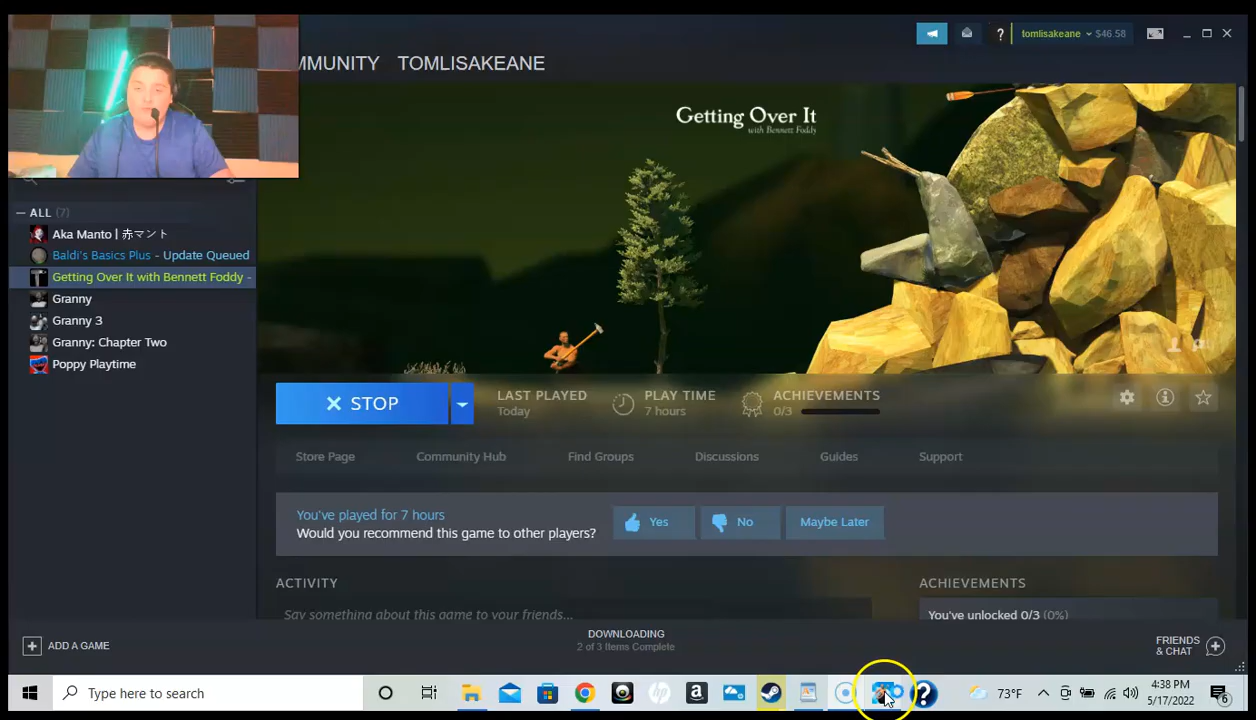 MMUNITY TOMLISAKEANE
? tomlisakeane $46.58
Getting Over It
with Bennett Foddy
— ALL (7)
Aka Manto | 赤マント
Baldi's Basics Plus - Update Queued
Getting Over It with Bennett Foddy -
Granny
Granny 3
Granny: Chapter Two
Poppy Playtime
STOP
LAST PLAYED
Today
PLAY TIME
7 hours
ACHIEVEMENTS
0/3
Store Page Community Hub Find Groups Discussions Guides Support
You've played for 7 hours
Would you recommend this game to other players?
Yes
No
Maybe Later
ACTIVITY
Say something about this game to your friends...
ACHIEVEMENTS
You've unlocked 0/3 (0%)
+ ADD A GAME
DOWNLOADING
2 of 3 Items Complete
FRIENDS
& CHAT
Type here to search
hp
a
?
73°F
4:38 PM
5/17/2022
6